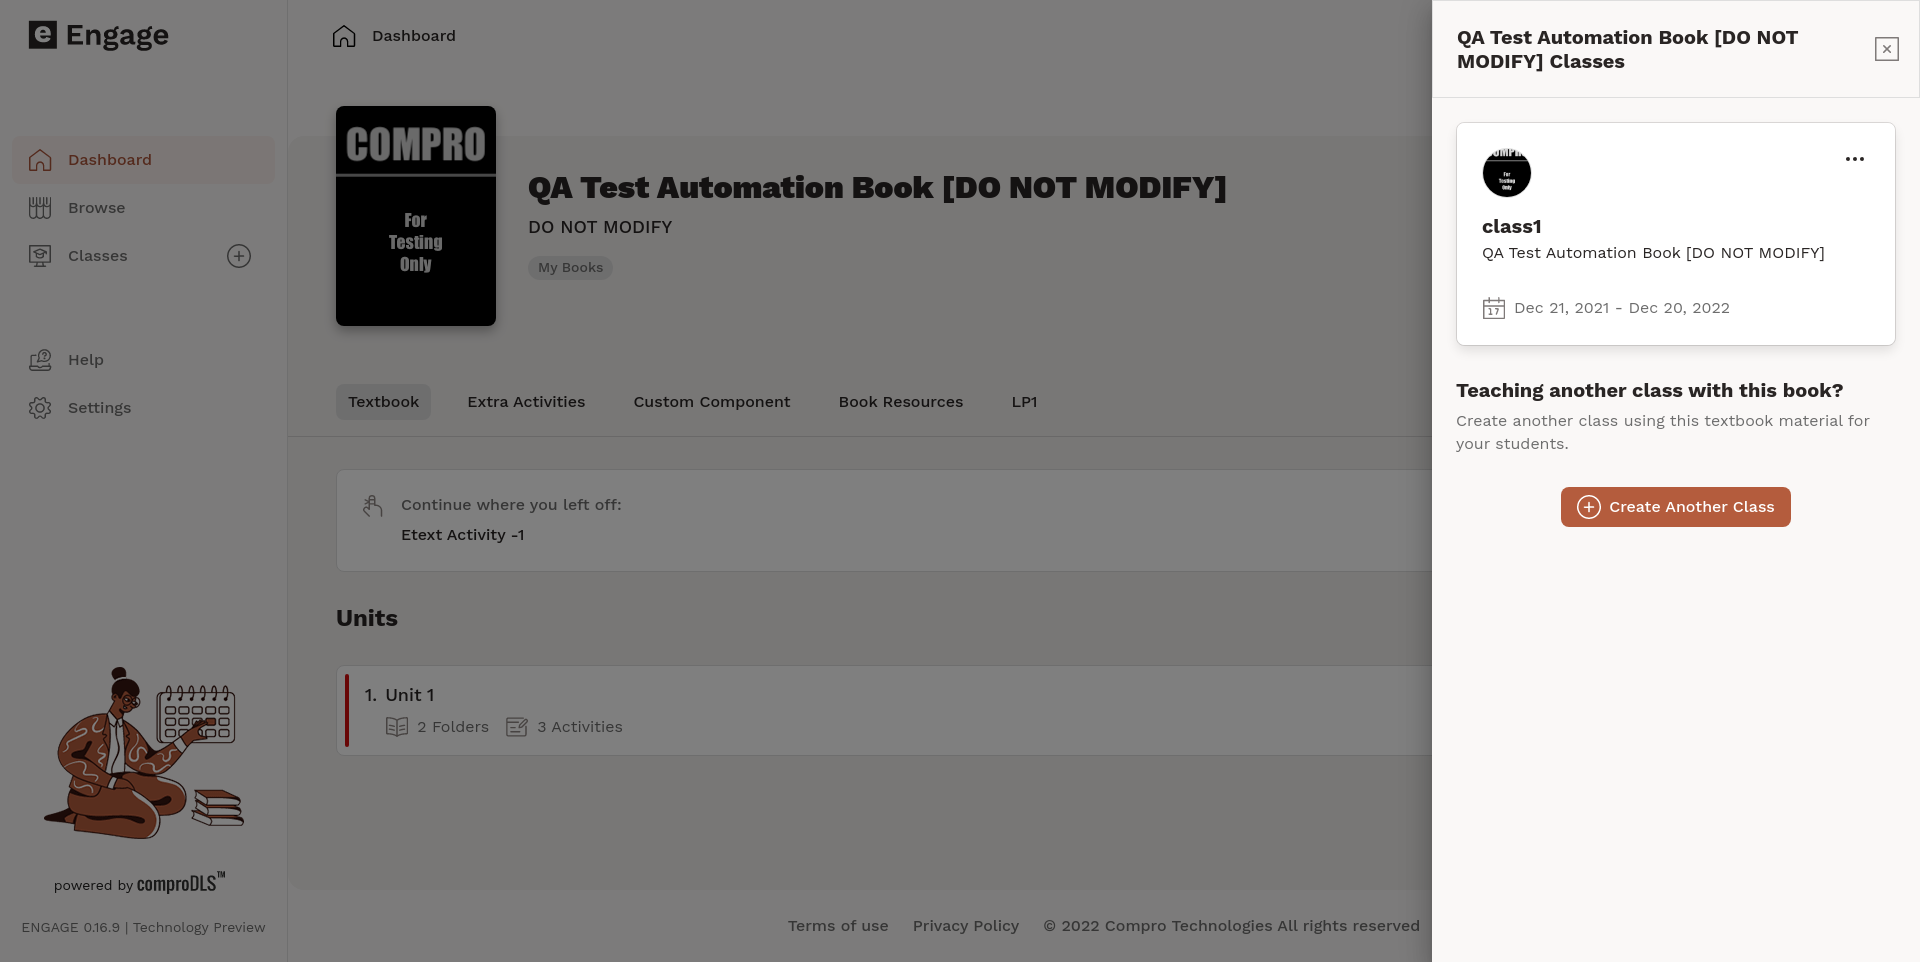 e Engage
Dashboard
Browse
Classes
Help
Settings
powered by comproDLS™
ENGAGE 0.16.9 | Technology Preview
Dashboard
COMPRO
For
Testing
Only
QA Test Automation Book [DO NOT MODIFY]
DO NOT MODIFY
My Books
Textbook
Extra Activities
Custom Component
Book Resources
LP1
Continue where you left off:
Etext Activity -1
Units
1. Unit 1
2 Folders
3 Activities
Terms of use
Privacy Policy
© 2022 Compro Technologies All rights reserved
QA Test Automation Book [DO NOT
MODIFY] Classes
COMPRO
For
Testing
Only
class1
QA Test Automation Book [DO NOT MODIFY]
17
Dec 21, 2021 - Dec 20, 2022
Teaching another class with this book?
Create another class using this textbook material for
your students.
Create Another Class